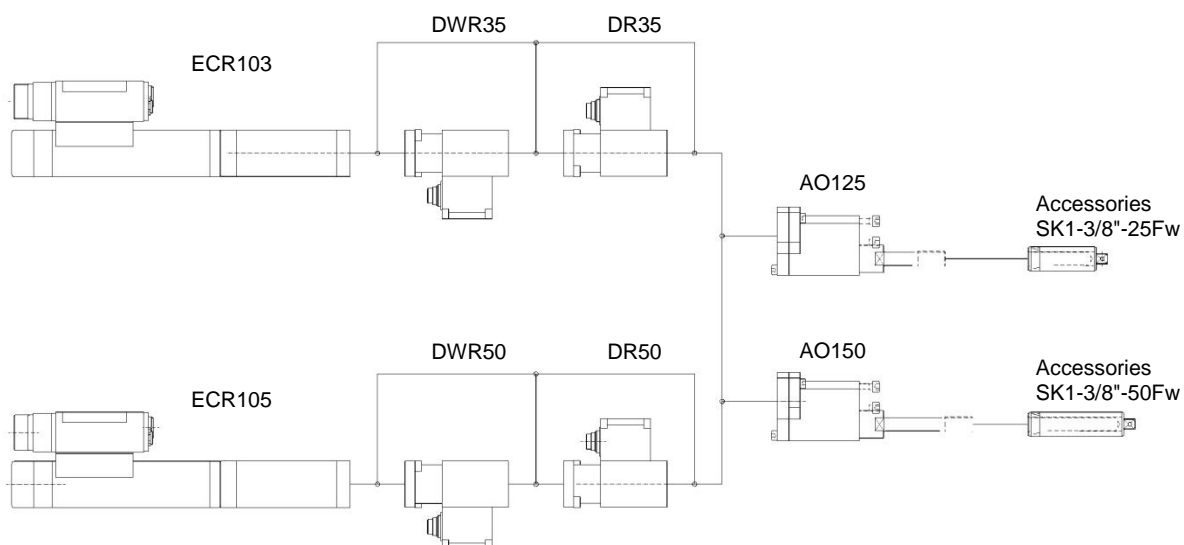 DWR35
DR35
ECR103
AO125
Accessories
SK1-3/8"-25Fw
DWR50
DR50
AO150
Accessories
SK1-3/8"-50Fw
ECR105